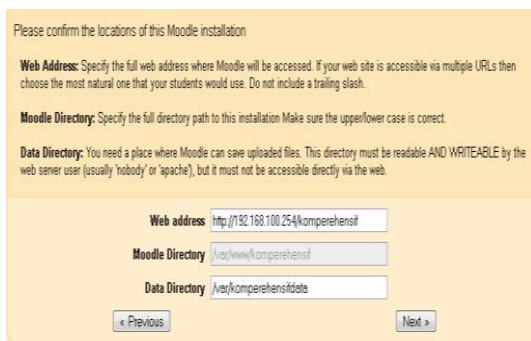 Please confirm the locations of this Moodle installation
Web Address: Specify the full web address where Moodle will be accessed. If your web site is accessible via multiple URLs then
choose the most natural one that your students would use. Do not include a trailing slash.
Moodle Directory: Specify the full directory path to this installation Make sure the upper/lower case is correct.
Data Directory: You need a place where Moodle can save uploaded files. This directory must be readable AND WRITEABLE by the
web server user (usually 'nobody' or 'apache'), but it must not be accessible directly via the web.
Web address http://192.168.100.254/komperehensif
Moodle Directory /var/www/komperehensif
Data Directory /var/komperehensifdata
« Previous Next »